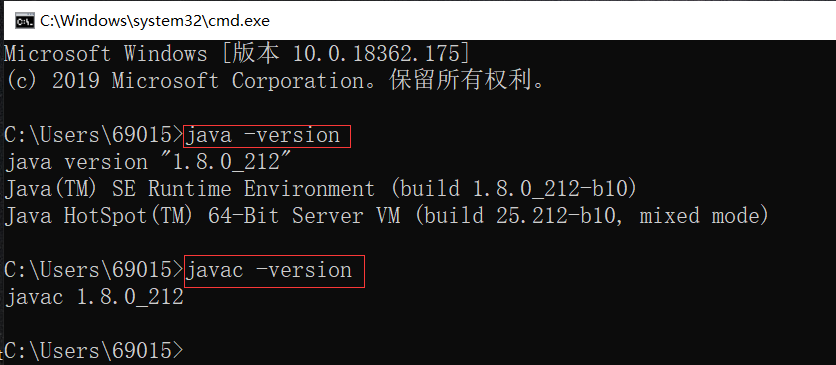 C:\Windows\system32\cmd.exe
Microsoft Windows [版本 10.0.18362.175]
(c) 2019 Microsoft Corporation。保留所有权利。
C:\Users\69015>java -version
java version "1.8.0_212"
Java(TM) SE Runtime Environment (build 1.8.0_212-b10)
Java HotSpot(TM) 64-Bit Server VM (build 25.212-b10, mixed mode)
C:\Users\69015>javac -version
javac 1.8.0_212
C:\Users\69015>